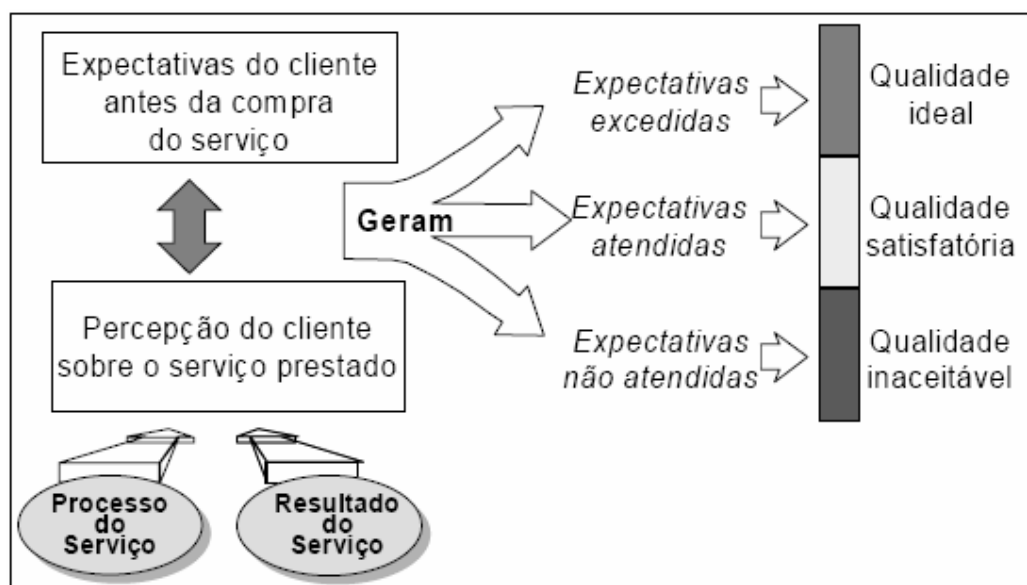 Expectativas do cliente
antes da compra
do serviço
Percepção do cliente
sobre o serviço prestado
Processo
do
Serviço
Resultado
do
Serviço
Geram
Expectativas
excedidas
Qualidade
ideal
Expectativas
atendidas
Qualidade
satisfatória
Expectativas
não atendidas
Qualidade
inaceitável